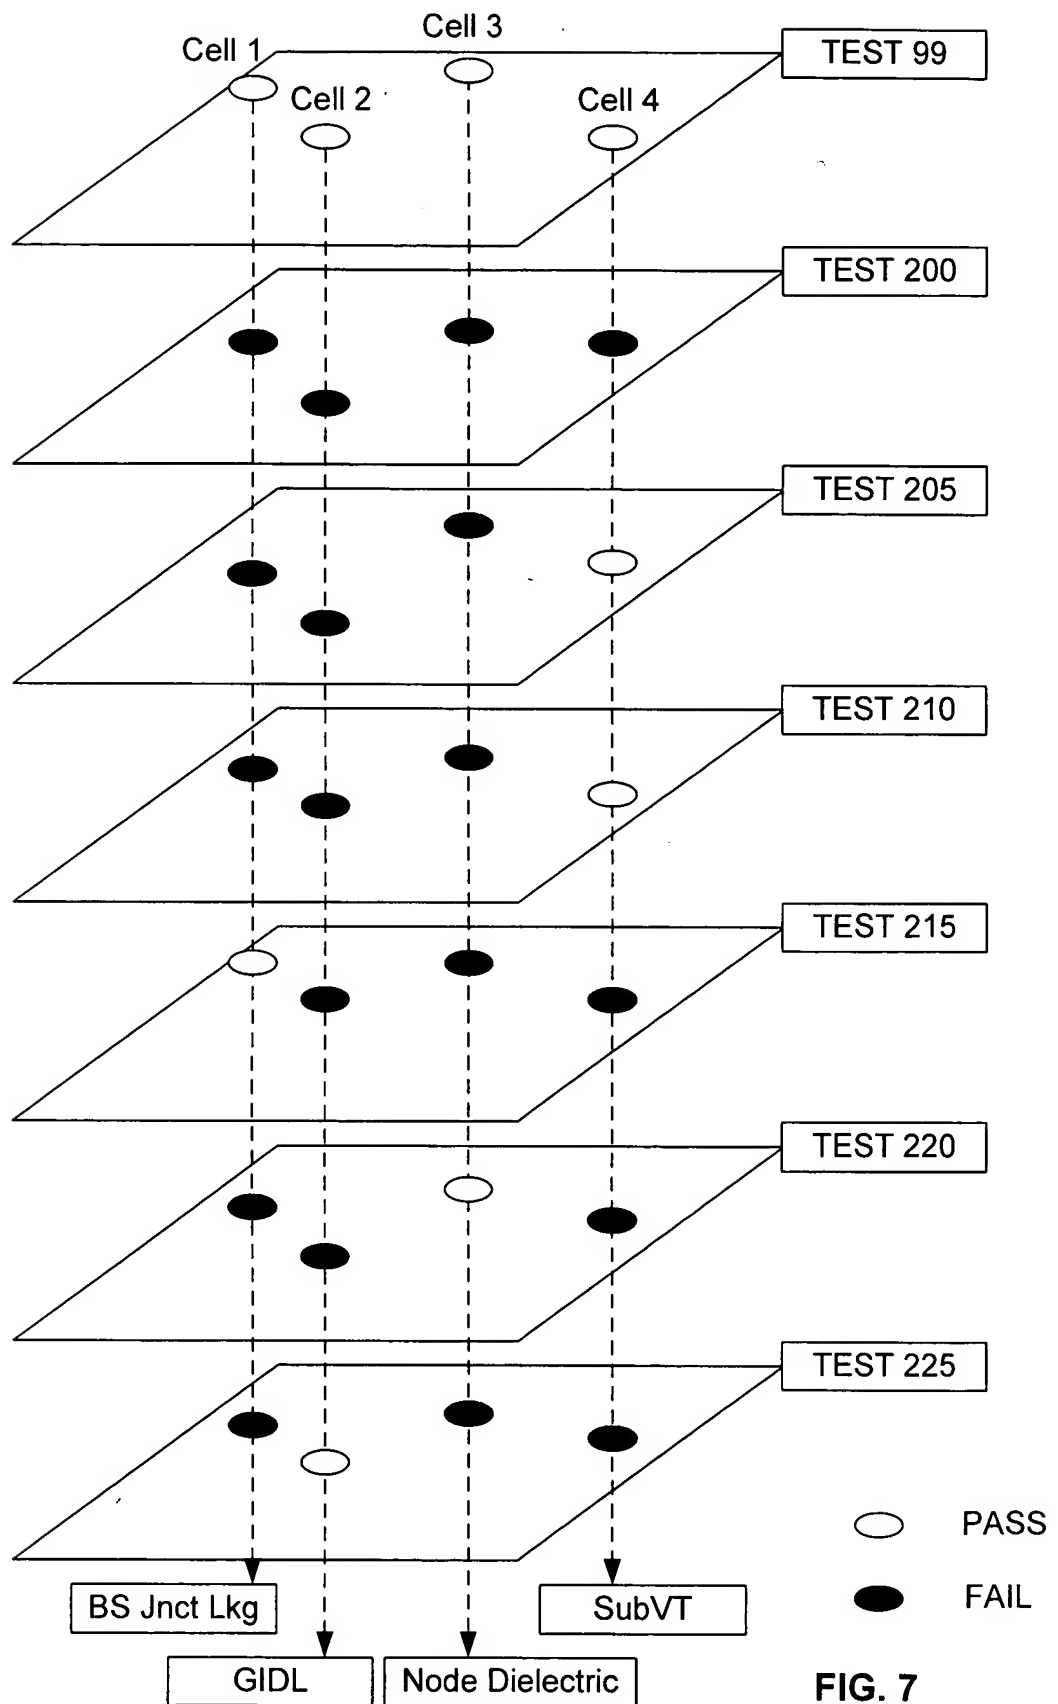 Cell 3
TEST 99
Cell 1
Cell 2
Cell 4
TEST 200
TEST 205
TEST 210
TEST 215
TEST 220
TEST 225
PASS
FAIL
BS Jnct Lkg
SubVT
GIDL
Node Dielectric
FIG. 7